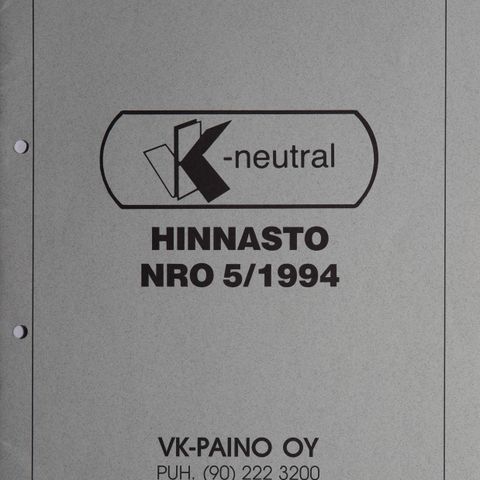 K-neutral
HINNASTO
NRO 5/1994
VK-PAINO OY
PUH. (90) 222 3200